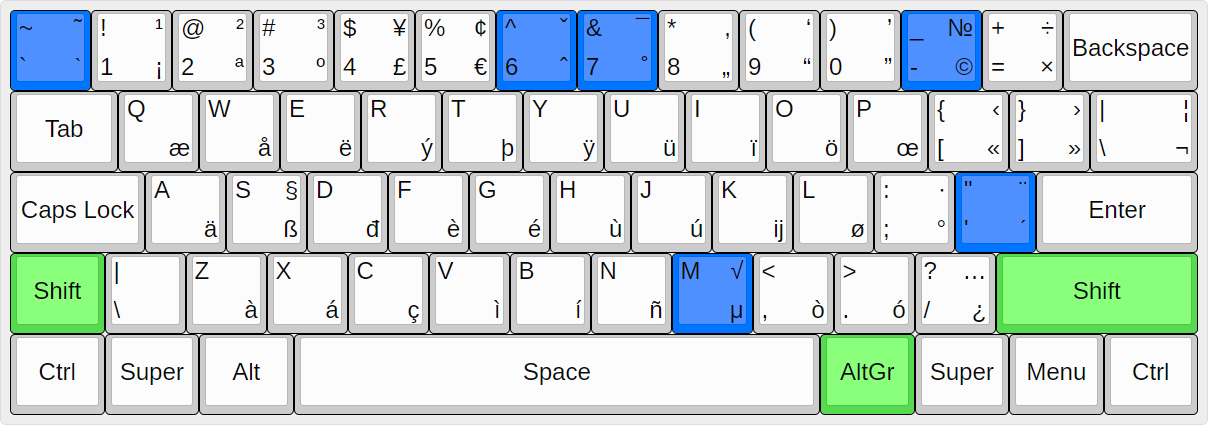 ~ ˜ ! ¹ @ ² # ³ $ ¥ % ¢ ^ ˇ & ¯ * ‚ ( ‘ ) ’ _ № + ÷ Backspace
` ` 1 ¡ 2 ª 3 º 4 £ 5 € 6 ˆ 7 ˚ 8 „ 9 “ 0 ” - © = ×
Tab Q W E R T Y U I O P { ‹ } › | ¦
æ å ë ý þ ÿ ü ï ö œ [ « ] » \ ¬
Caps Lock A S § D F G H J K L : · " ¨ Enter
ä ß đ è é ù ú ij ø ; ° ' ´
Shift | Z X C V B N M √ < > ? … Shift
\ à á ç ì í ñ µ , ò . ó / ¿
Ctrl Super Alt Space AltGr Super Menu Ctrl